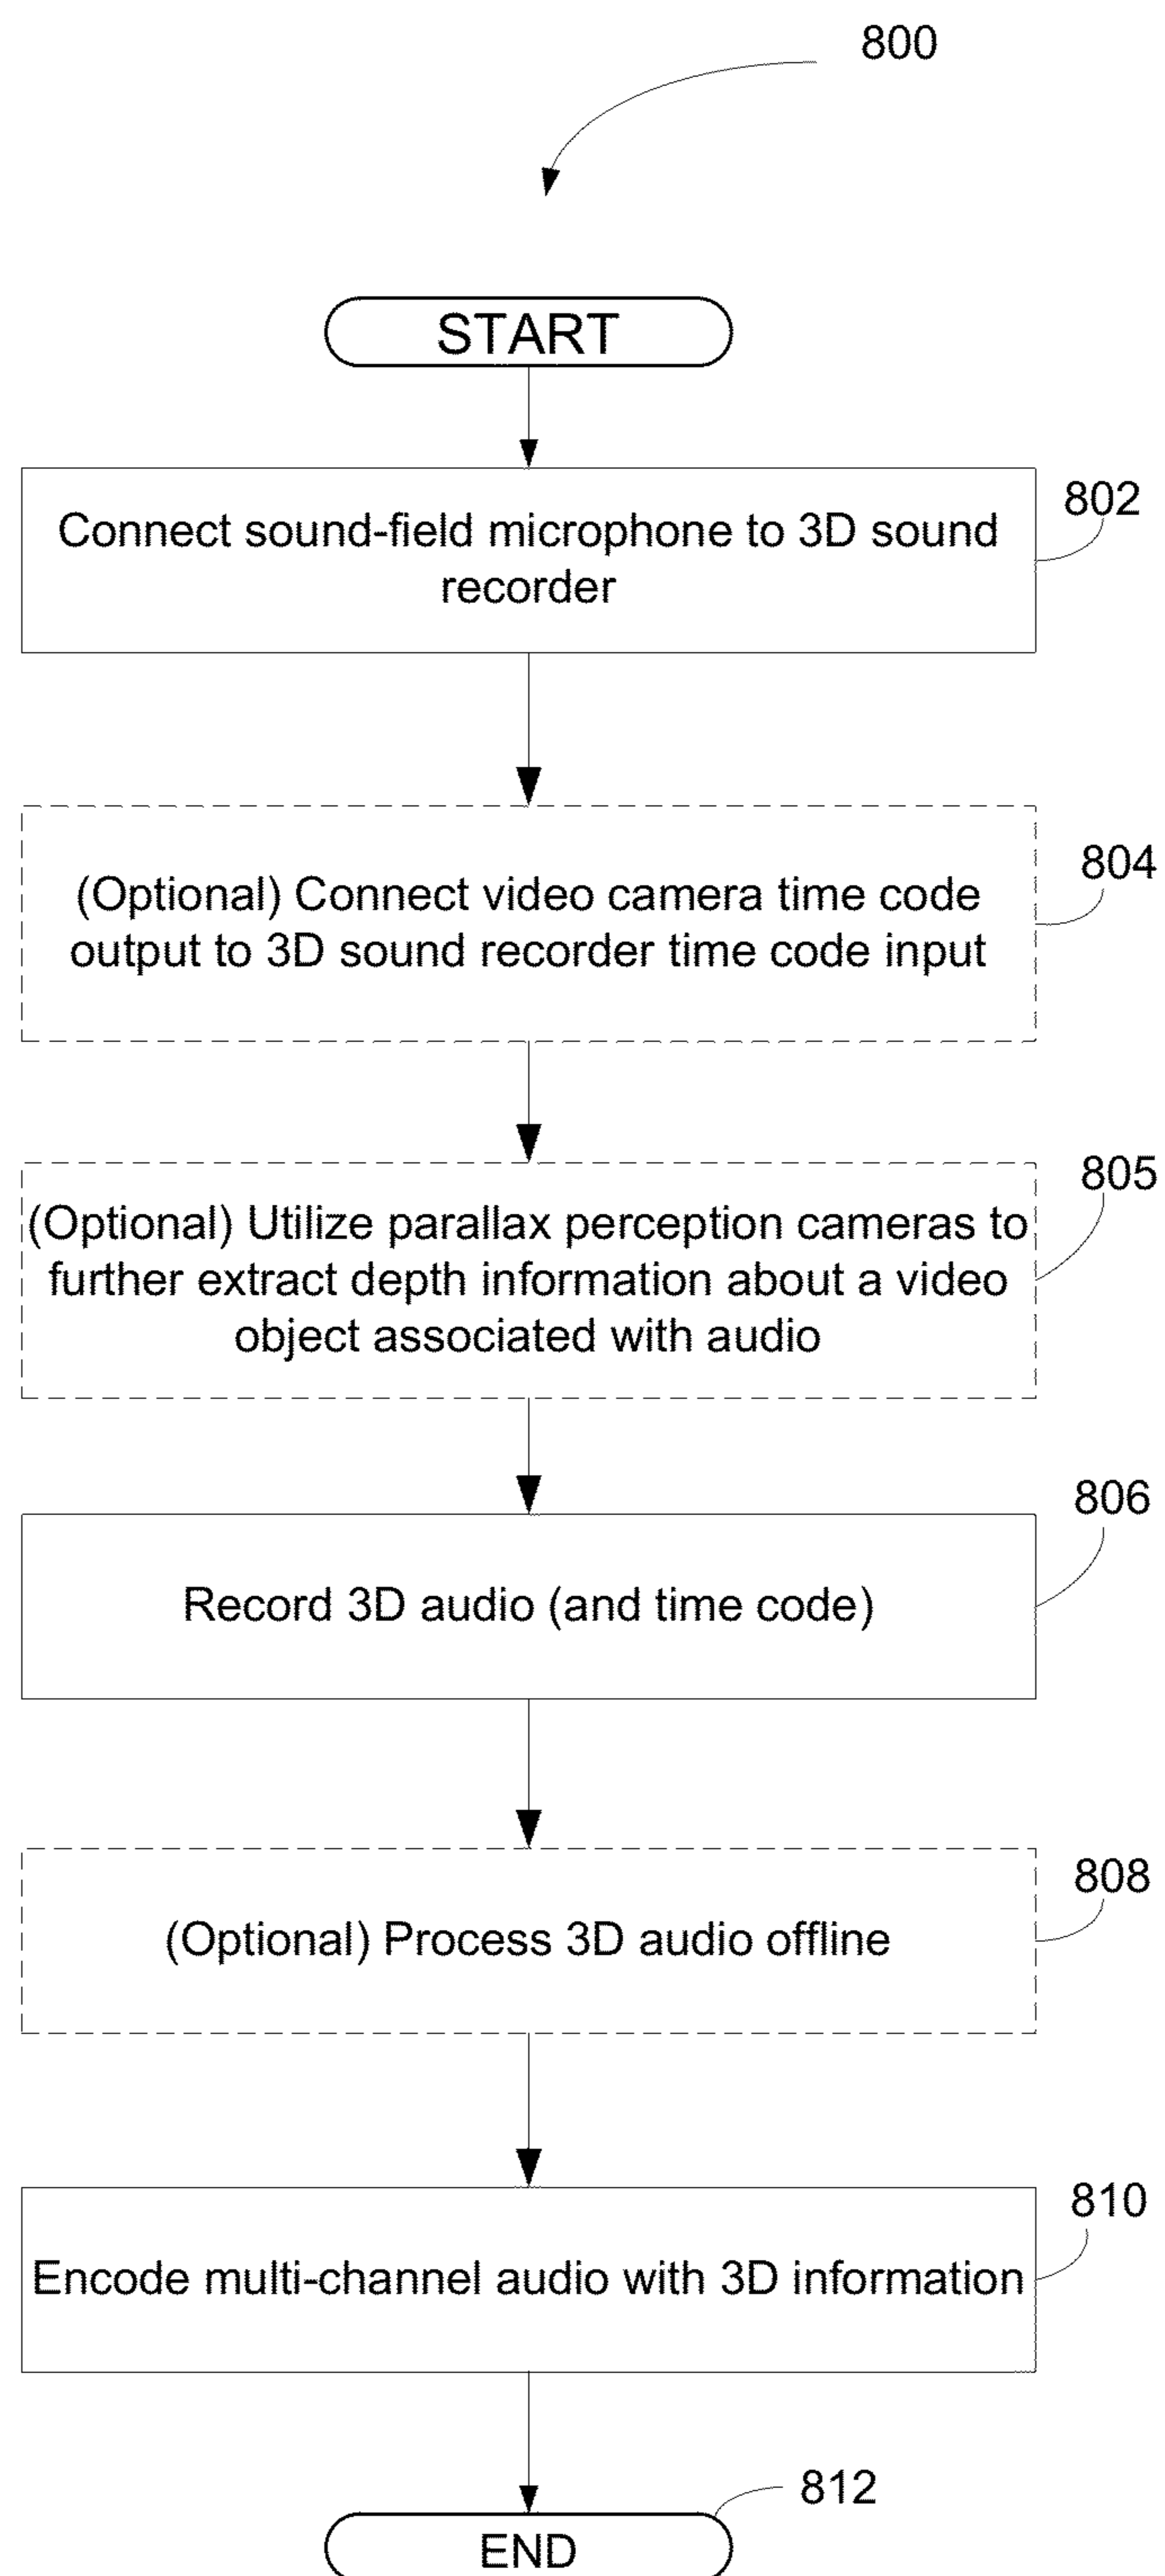 800
START
Connect sound-field microphone to 3D sound
recorder
802
(Optional) Connect video camera time code
output to 3D sound recorder time code input
804
(Optional) Utilize parallax perception cameras to
further extract depth information about a video
object associated with audio
805
Record 3D audio (and time code)
806
(Optional) Process 3D audio offline
808
Encode multi-channel audio with 3D information
810
END
812